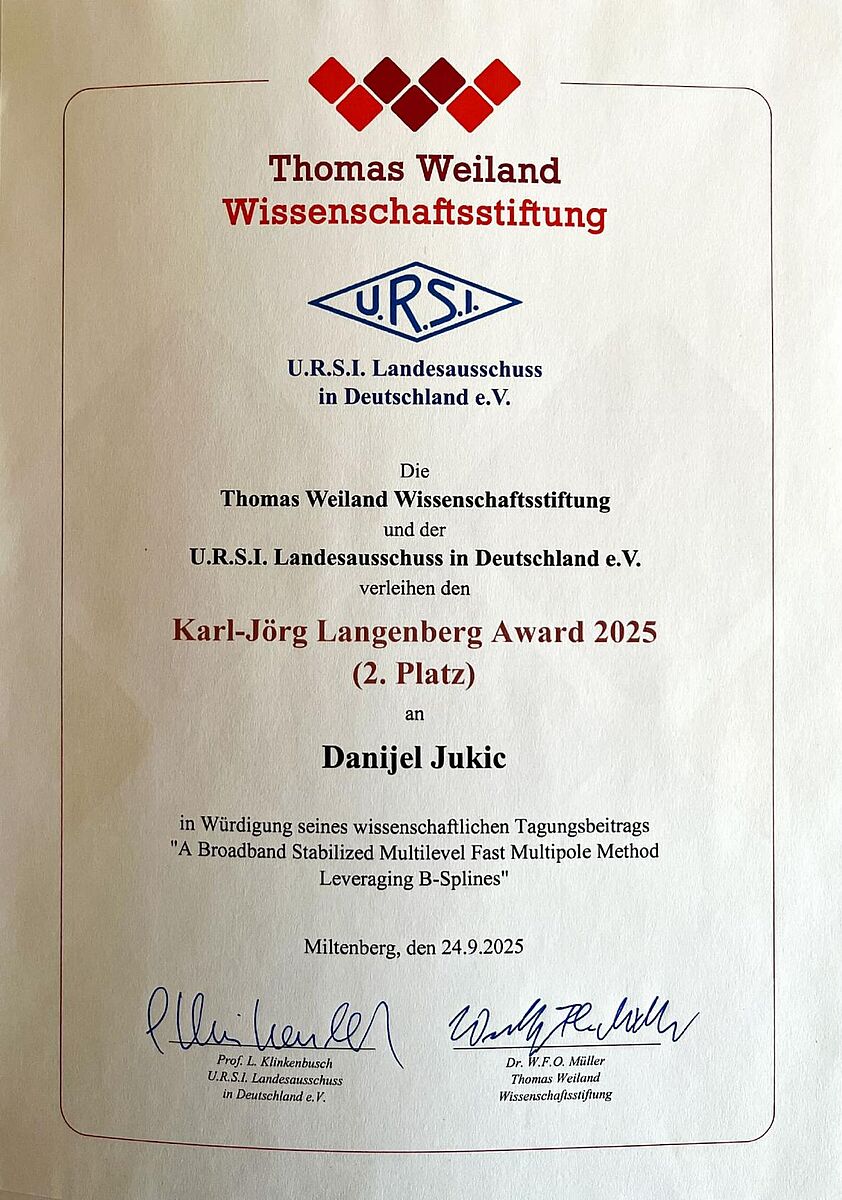 Thomas Weiland
Wissenschaftsstiftung
U.R.S.I.
U.R.S.I. Landesausschuss
in Deutschland e.V.
Die
Thomas Weiland Wissenschaftsstiftung
und der
U.R.S.I. Landesausschuss in Deutschland e.V.
verleihen den
Karl-Jörg Langenberg Award 2025
(2. Platz)
an
Danijel Jukic
in Würdigung seines wissenschaftlichen Tagungsbeitrags
"A Broadband Stabilized Multilevel Fast Multipole Method
Leveraging B-Splines"
Miltenberg, den 24.9.2025
Prof. L. Klinkenbusch
U.R.S.I. Landesausschuss
in Deutschland e.V.
Dr. W.F.O. Müller
Thomas Weiland
Wissenschaftsstiftung